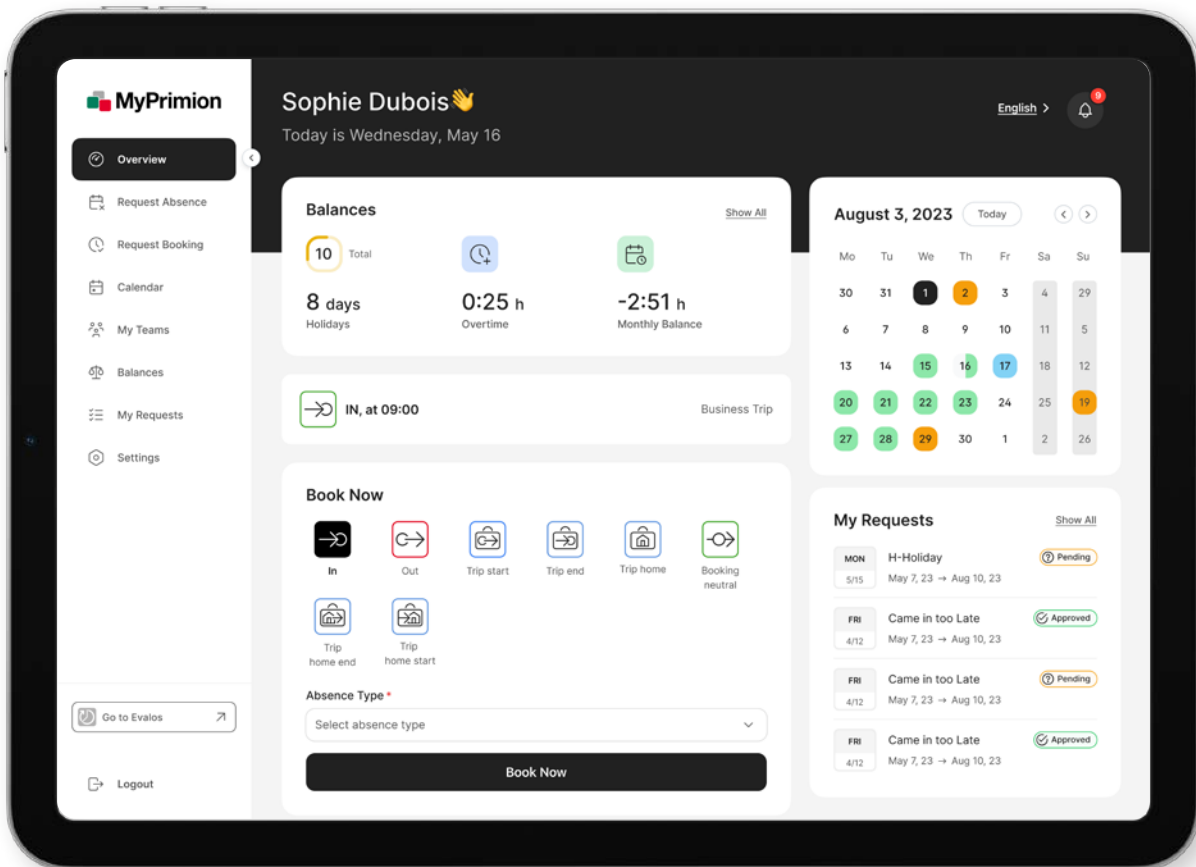 MyPrimion
Overview
Request Absence
Request Booking
Calendar
My Teams
Balances
My Requests
Settings
Go to Evalos
Logout
Sophie Dubois👋
Today is Wednesday, May 16
English >
9
Balances
Show All
10 Total
8 days
Holidays
0:25 h
Overtime
-2:51 h
Monthly Balance
IN, at 09:00
Business Trip
Book Now
In
Out
Trip start
Trip end
Trip home
Booking
neutral
Trip
home end
Trip
home start
Absence Type *
Select absence type
Book Now
August 3, 2023
Today
Mo Tu We Th Fr Sa Su
30 31 1 2 3 4 29
6 7 8 9 10 11 5
13 14 15 16 17 18 12
20 21 22 23 24 25 19
27 28 29 30 1 2 26
My Requests
Show All
MON
5/15
H-Holiday
May 7, 23 → Aug 10, 23
Pending
FRI
4/12
Came in too Late
May 7, 23 → Aug 10, 23
Approved
FRI
4/12
Came in too Late
May 7, 23 → Aug 10, 23
Pending
FRI
4/12
Came in too Late
May 7, 23 → Aug 10, 23
Approved